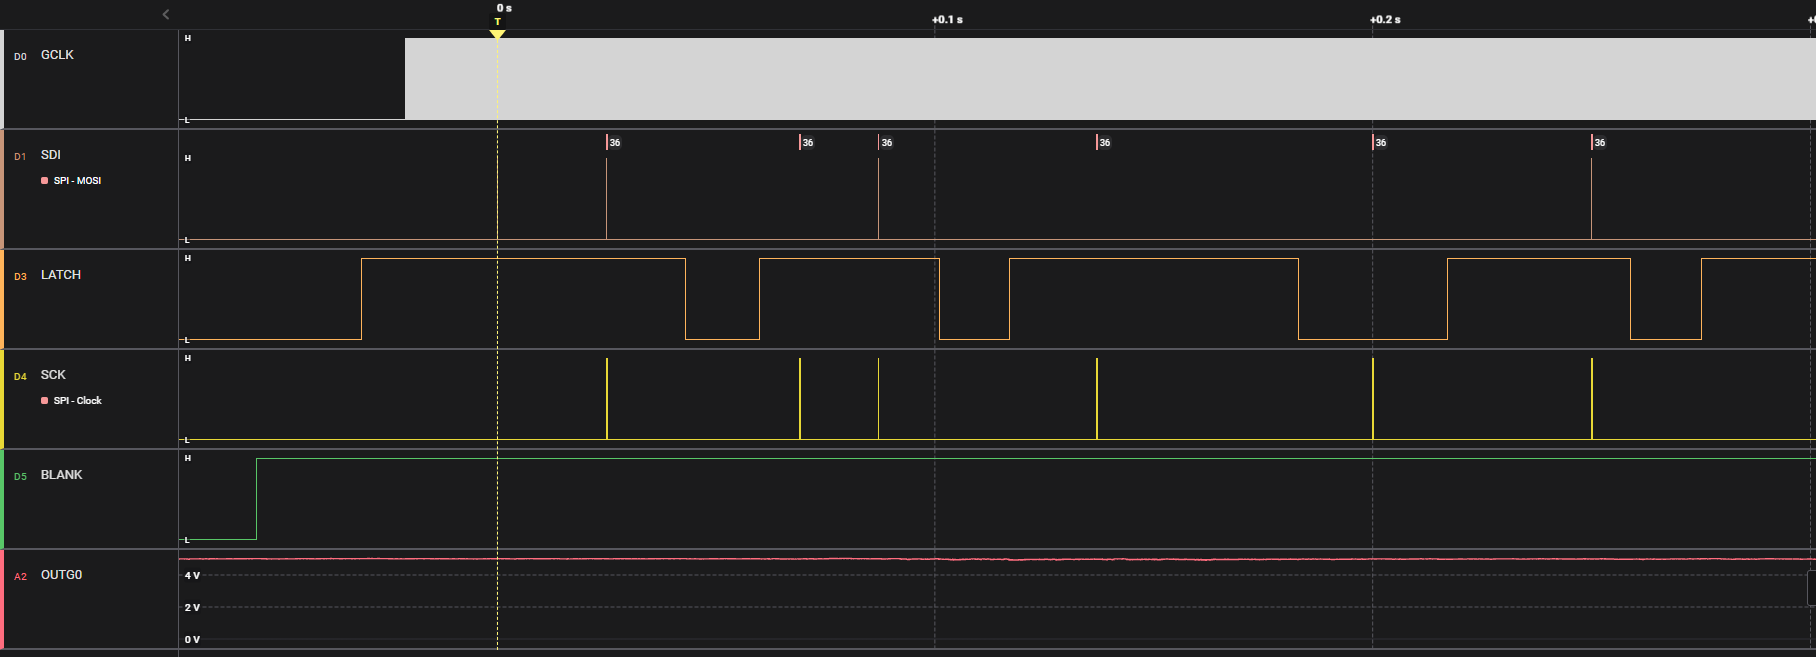 0 s
T
+0.1 s
+0.2 s
D0 GCLK
H
L
D1 SDI
SPI - MOSI
H
L
36
36
36
36
36
36
D3 LATCH
H
L
D4 SCK
SPI - Clock
H
L
D5 BLANK
H
L
A2 OUTG0
4 V
2 V
0 V